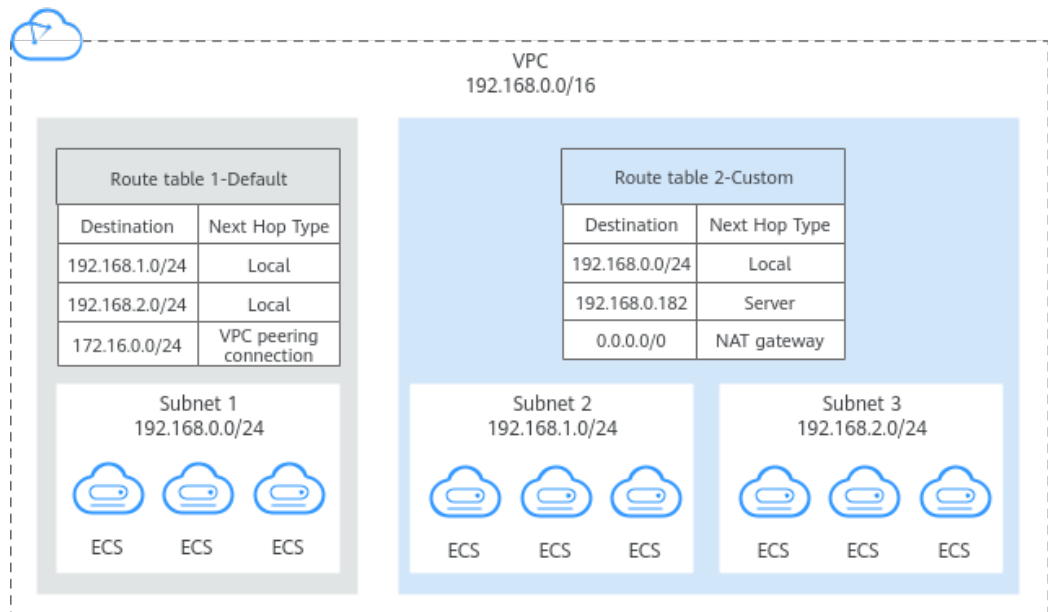 VPC
192.168.0.0/16
Route table 1-Default
Destination Next Hop Type
192.168.1.0/24 Local
192.168.2.0/24 Local
172.16.0.0/24 VPC peering
connection
Route table 2-Custom
Destination Next Hop Type
192.168.0.0/24 Local
192.168.0.182 Server
0.0.0.0/0 NAT gateway
Subnet 1
192.168.0.0/24
ECS ECS ECS
Subnet 2
192.168.1.0/24
ECS ECS ECS
Subnet 3
192.168.2.0/24
ECS ECS ECS